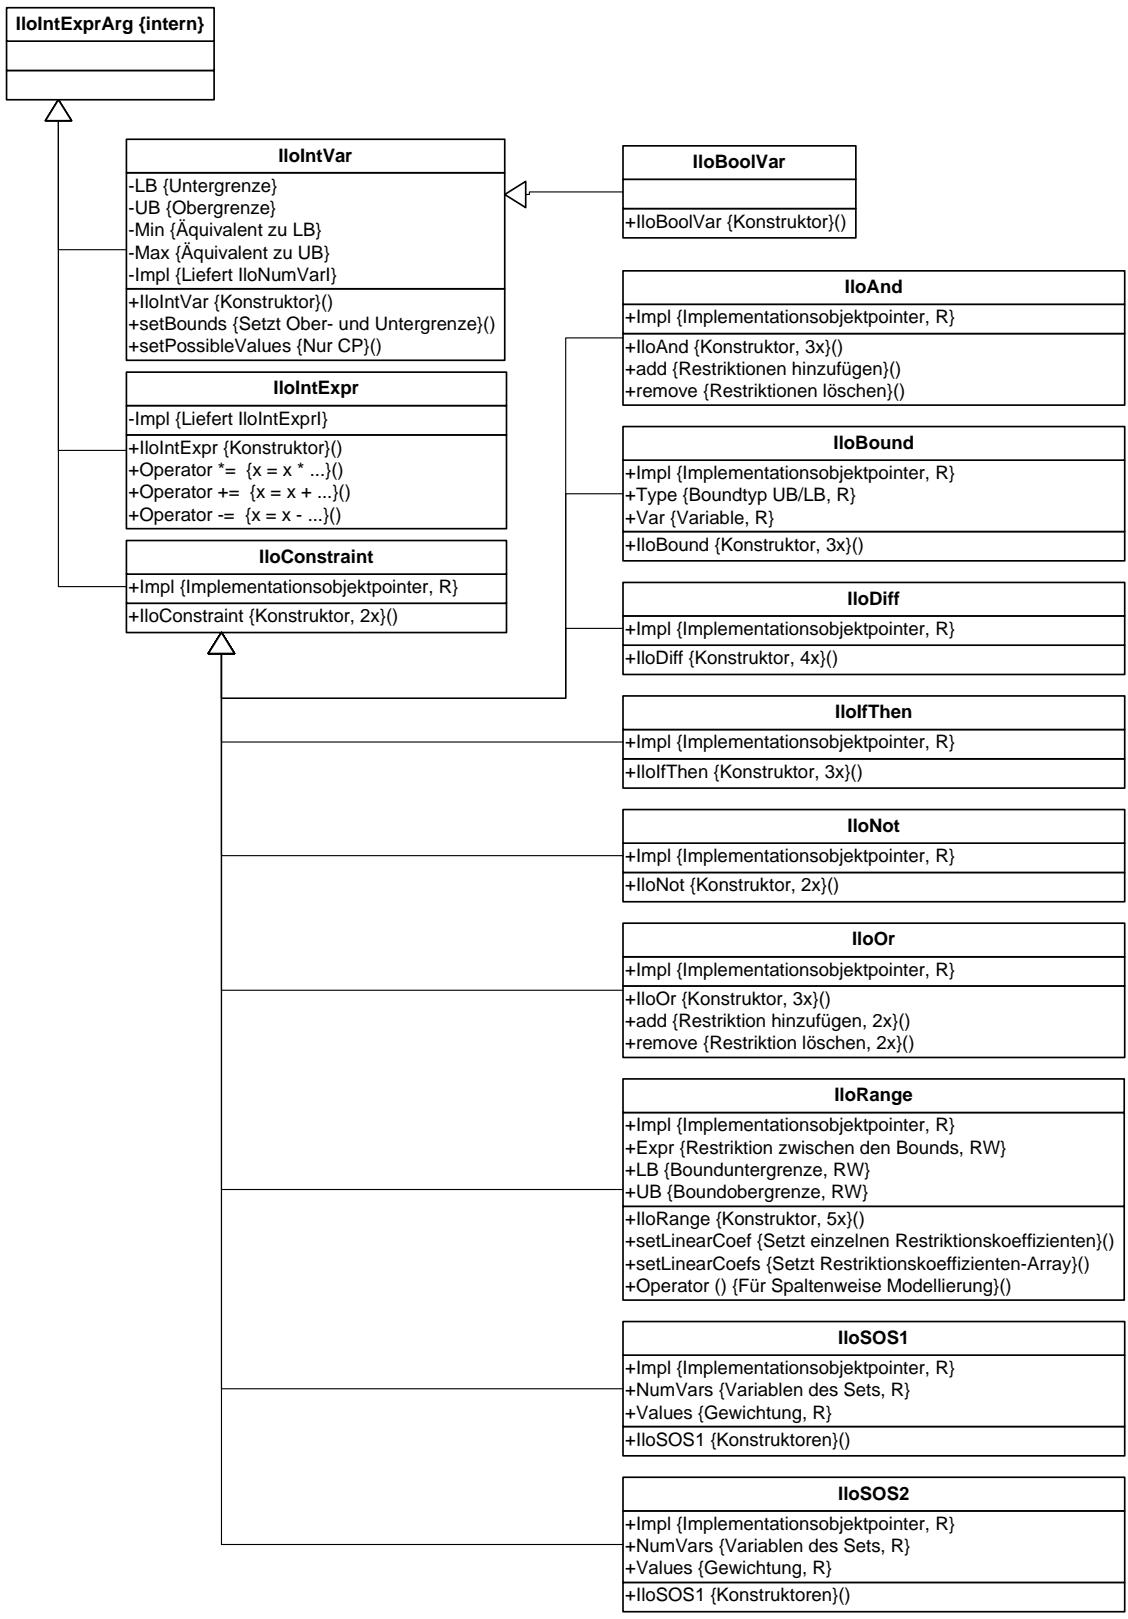 IloIntExprArg {intern}
IloIntVar
-LB {Untergrenze}
-UB {Obergrenze}
-Min {Äquivalent zu LB}
-Max {Äquivalent zu UB}
-Impl {Liefert IloNumVarI}
+IloIntVar {Konstruktor}()
+setBounds {Setzt Ober- und Untergrenze}()
+setPossibleValues {Nur CP}()
IloIntExpr
-Impl {Liefert IloIntExprI}
+IloIntExpr {Konstruktor}()
+Operator *=  {x = x * ...}()
+Operator +=  {x = x + ...}()
+Operator -=  {x = x - ...}()
IloConstraint
+Impl {Implementationsobjektpointer, R}
+IloConstraint {Konstruktor, 2x}()
IloBoolVar
+IloBoolVar {Konstruktor}()
IloAnd
+Impl {Implementationsobjektpointer, R}
+IloAnd {Konstruktor, 3x}()
+add {Restriktionen hinzufügen}()
+remove {Restriktionen löschen}()
IloBound
+Impl {Implementationsobjektpointer, R}
+Type {Boundtyp UB/LB, R}
+Var {Variable, R}
+IloBound {Konstruktor, 3x}()
IloDiff
+Impl {Implementationsobjektpointer, R}
+IloDiff {Konstruktor, 4x}()
IloIfThen
+Impl {Implementationsobjektpointer, R}
+IloIfThen {Konstruktor, 3x}()
IloNot
+Impl {Implementationsobjektpointer, R}
+IloNot {Konstruktor, 2x}()
IloOr
+Impl {Implementationsobjektpointer, R}
+IloOr {Konstruktor, 3x}()
+add {Restriktion hinzufügen, 2x}()
+remove {Restriktion löschen, 2x}()
IloRange
+Impl {Implementationsobjektpointer, R}
+Expr {Restriktion zwischen den Bounds, RW}
+LB {Bounduntergrenze, RW}
+UB {Boundobergrenze, RW}
+IloRange {Konstruktor, 5x}()
+setLinearCoef {Setzt einzelnen Restriktionskoeffizienten}()
+setLinearCoefs {Setzt Restriktionskoeffizienten-Array}()
+Operator () {Für Spaltenweise Modellierung}()
IloSOS1
+Impl {Implementationsobjektpointer, R}
+NumVars {Variablen des Sets, R}
+Values {Gewichtung, R}
+IloSOS1 {Konstruktoren}()
IloSOS2
+Impl {Implementationsobjektpointer, R}
+NumVars {Variablen des Sets, R}
+Values {Gewichtung, R}
+IloSOS1 {Konstruktoren}()